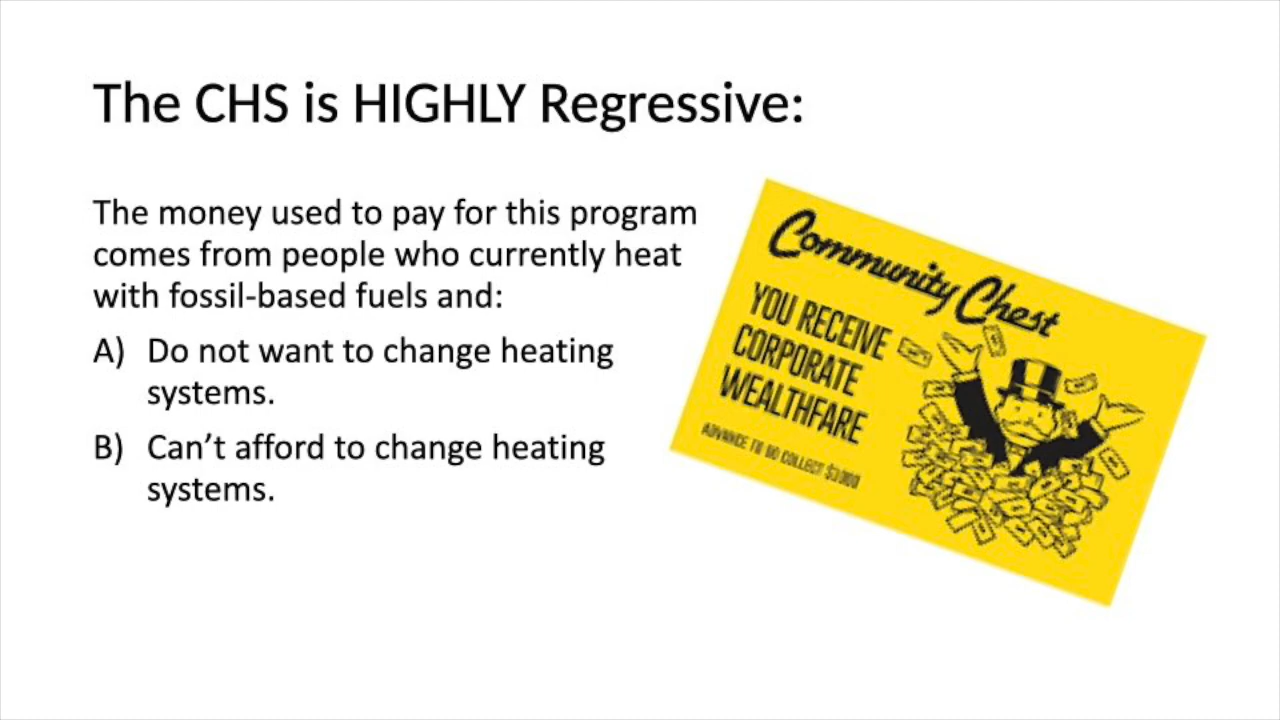 The CHS is HIGHLY Regressive:
The money used to pay for this program
comes from people who currently heat
with fossil-based fuels and:
A) Do not want to change heating
systems.
B) Can’t afford to change heating
systems.
Community Chest
YOU RECEIVE
CORPORATE
WEALTHFARE
ADVANCE TO GO COLLECT